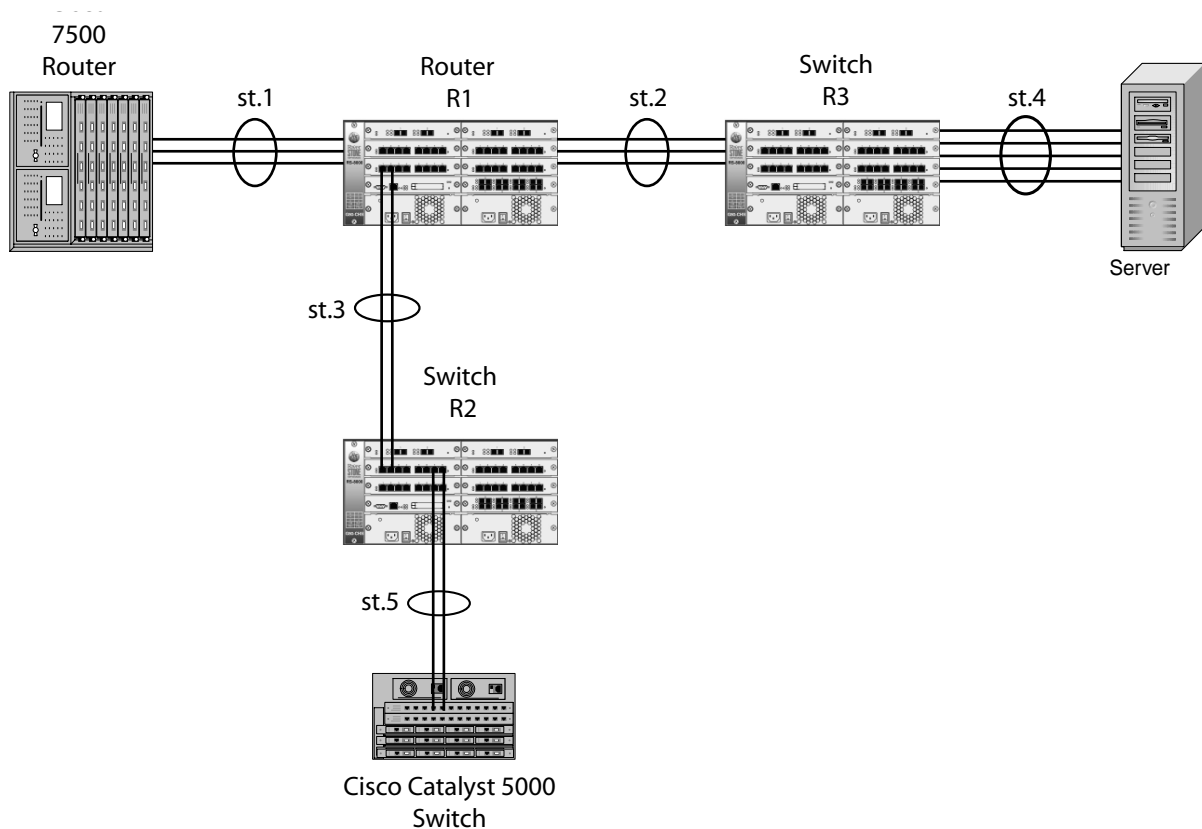 7500
Router
Router
R1
Switch
R3
st.1
st.2
st.4
Server
st.3
Switch
R2
st.5
Cisco Catalyst 5000
Switch